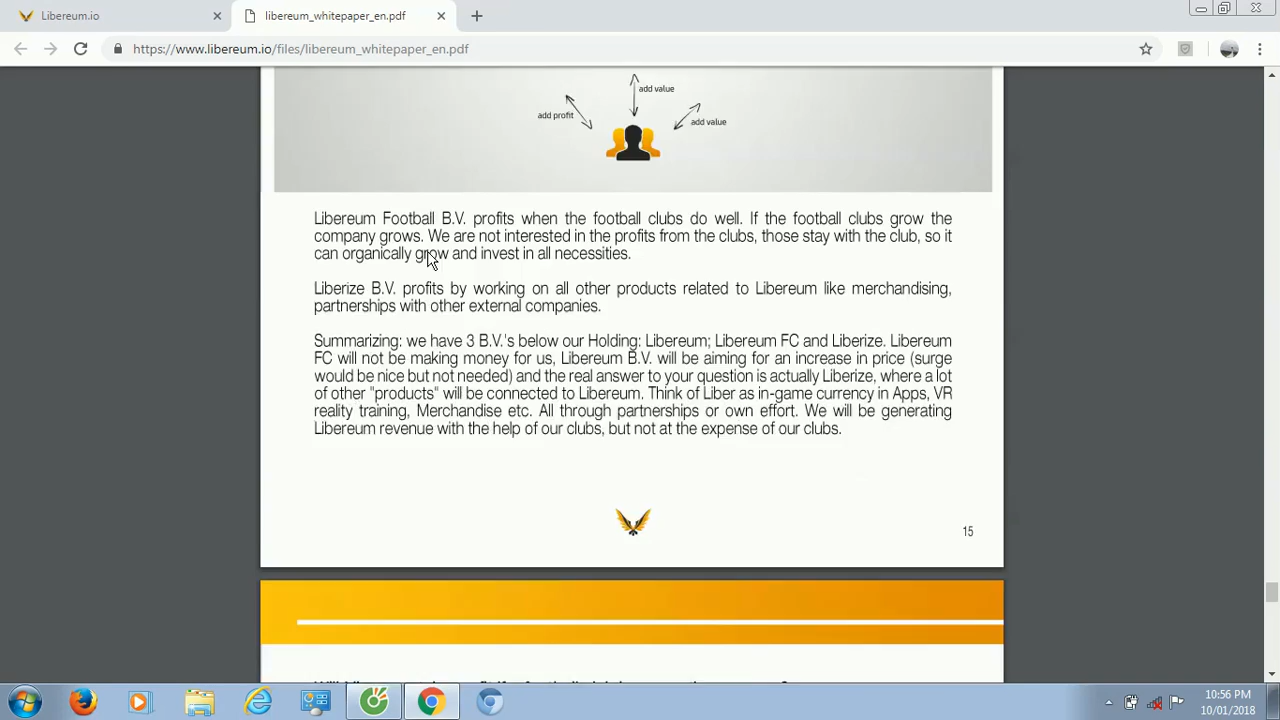 Libereum.io
libereum_whitepaper_en.pdf
https://www.libereum.io/files/libereum_whitepaper_en.pdf
add value
add profit
add value
Libereum Football B.V. profits when the football clubs do well. If the football clubs grow the
company grows. We are not interested in the profits from the clubs, those stay with the club, so it
can organically grow and invest in all necessities.
Liberize B.V. profits by working on all other products related to Libereum like merchandising,
partnerships with other external companies.
Summarizing: we have 3 B.V.'s below our Holding: Libereum; Libereum FC and Liberize. Libereum
FC will not be making money for us, Libereum B.V. will be aiming for an increase in price (surge
would be nice but not needed) and the real answer to your question is actually Liberize, where a lot
of other "products" will be connected to Libereum. Think of Liber as in-game currency in Apps, VR
reality training, Merchandise etc. All through partnerships or own effort. We will be generating
Libereum revenue with the help of our clubs, but not at the expense of our clubs.
15
10:56 PM
10/01/2018